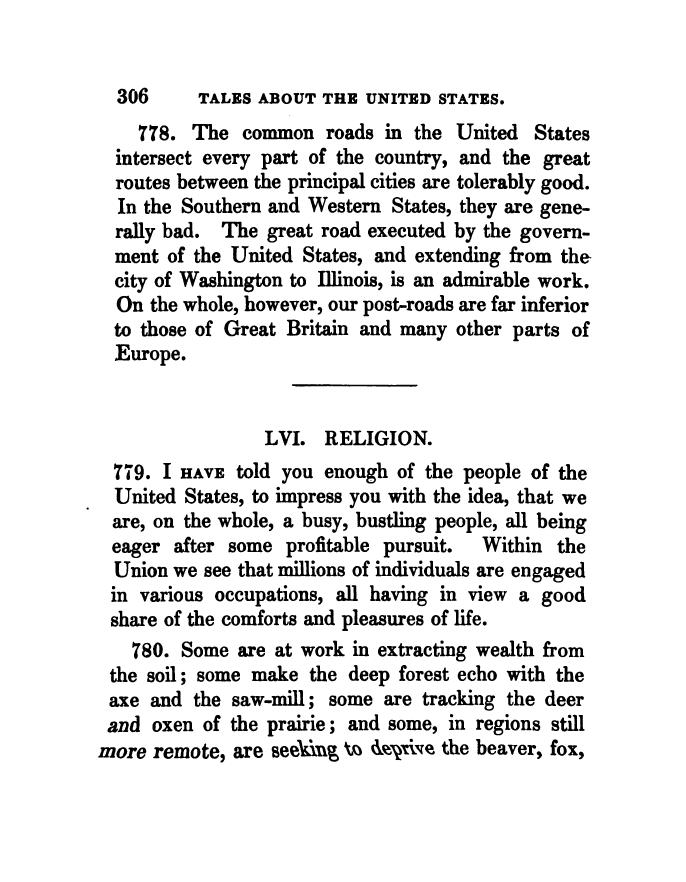 306 TALES ABOUT THE UNITED STATES.
778. The common roads in the United States
intersect every part of the country, and the great
routes between the principal cities are tolerably good.
In the Southern and Western States, they are gene-
rally bad. The great road executed by the govern-
ment of the United States, and extending from the
city of Washington to Illinois, is an admirable work.
On the whole, however, our post-roads are far inferior
to those of Great Britain and many other parts of
Europe.
LVI. RELIGION.
779. I HAVE told you enough of the people of the
United States, to impress you with the idea, that we
are, on the whole, a busy, bustling people, all being
eager after some profitable pursuit. Within the
Union we see that millions of individuals are engaged
in various occupations, all having in view a good
share of the comforts and pleasures of life.
780. Some are at work in extracting wealth from
the soil; some make the deep forest echo with the
axe and the saw-mill; some are tracking the deer
and oxen of the prairie; and some, in regions still
more remote, are seeking to deprive the beaver, fox,